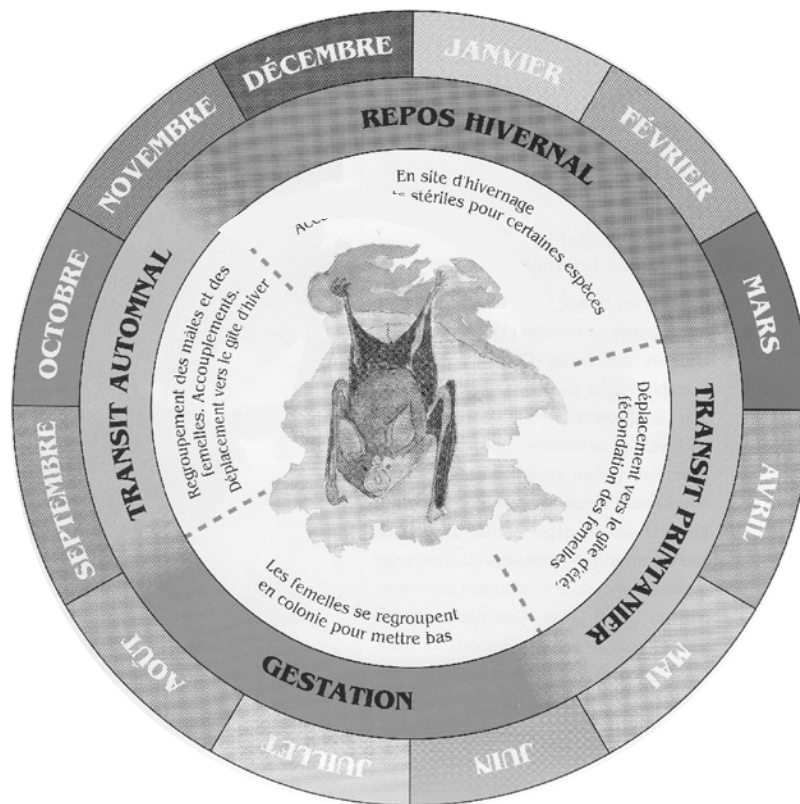 JANVIER
FÉVRIER
MARS
AVRIL
MAI
JUIN
JUILLET
AOÛT
SEPTEMBRE
OCTOBRE
NOVEMBRE
DÉCEMBRE
REPOS HIVERNAL
En site d'hivernage
stériles pour certaines espèces
TRANSIT PRINTANIER
Déplacement vers le gîte d'été,
fécondation des femelles
GESTATION
Les femelles se regroupent
en colonie pour mettre bas
TRANSIT AUTOMNAL
Regroupement des mâles et des
femelles. Accouplements.
Déplacement vers le gîte d'hiver